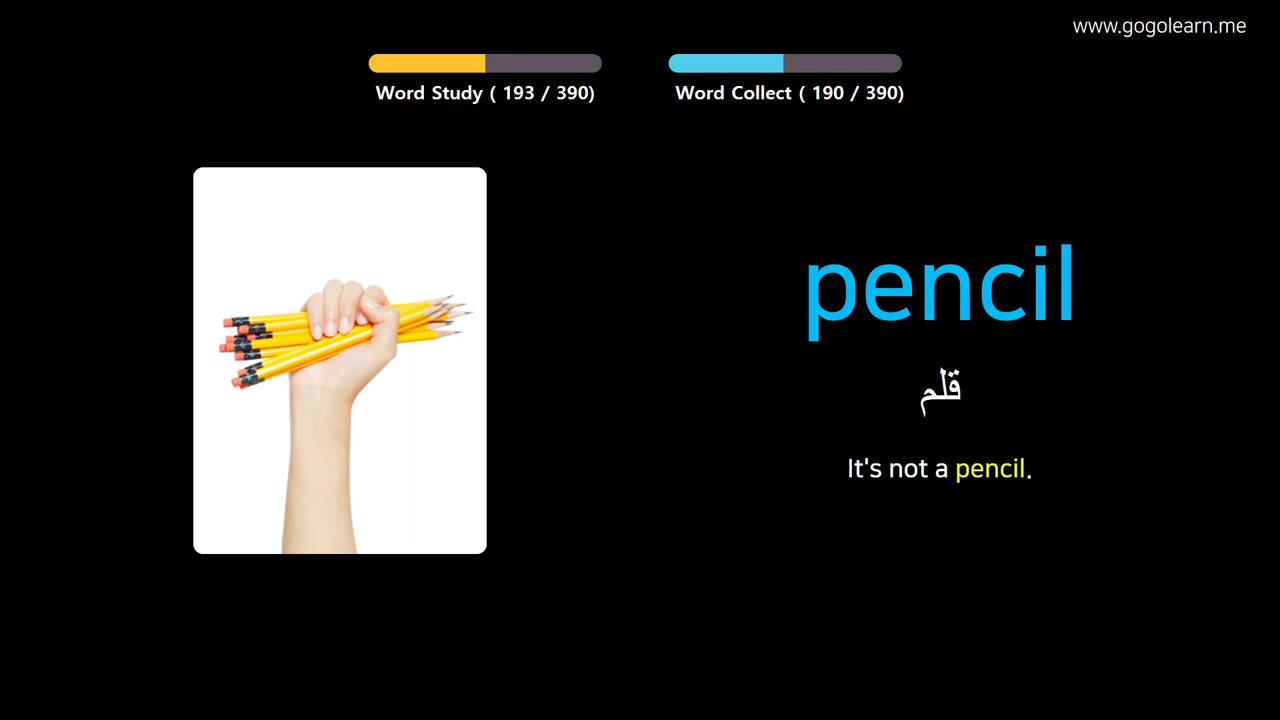 www.gogolearn.me
Word Study ( 193 / 390)
Word Collect ( 190 / 390)
pencil
قلم
It's not a pencil.